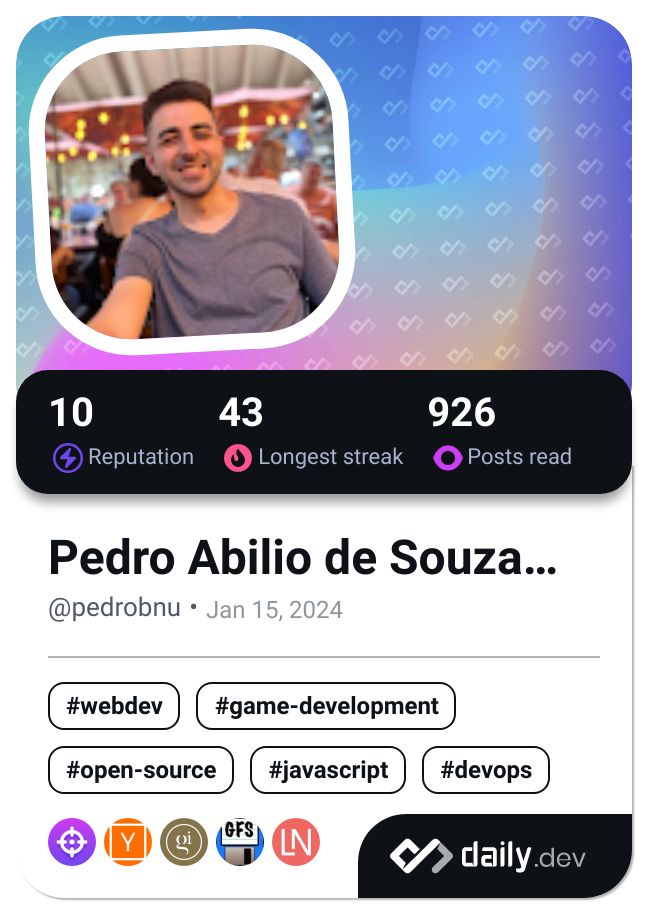 10 43 926
Reputation Longest streak Posts read
Pedro Abilio de Souza...
@pedrobnu • Jan 15, 2024
#webdev #game-development
#open-source #javascript #devops
Y gi GFS LN
daily.dev